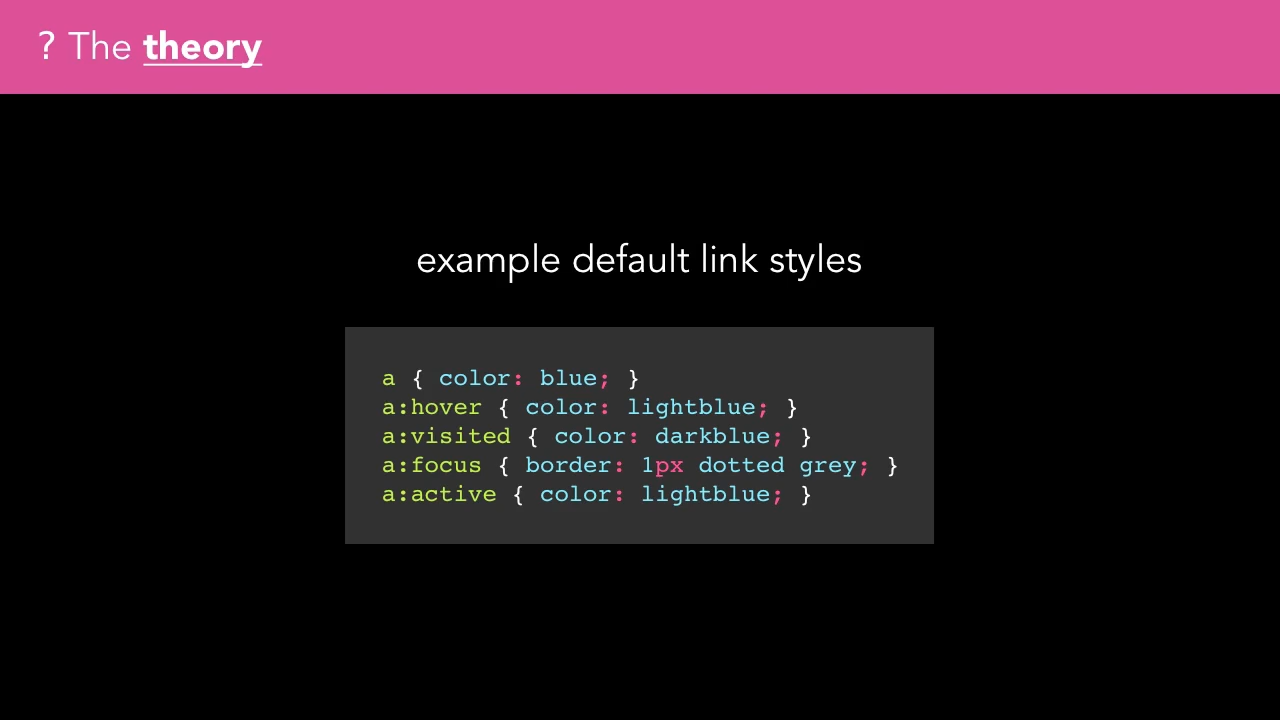 ? The theory
example default link styles
a { color: blue; }
a:hover { color: lightblue; }
a:visited { color: darkblue; }
a:focus { border: 1px dotted grey; }
a:active { color: lightblue; }